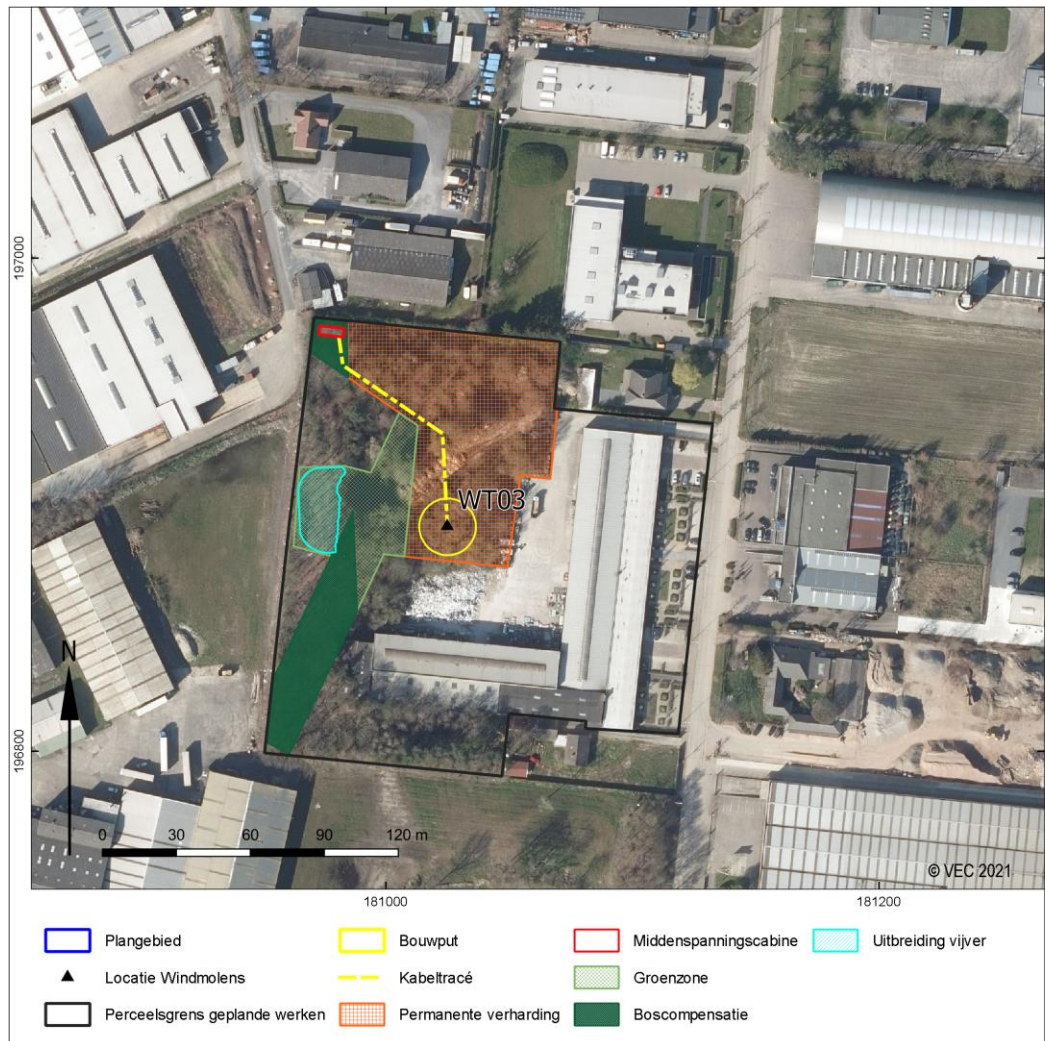 197000
WT03
196800
N
0 30 60 90 120 m
© VEC 2021
181000 181200
Plangebied
Bouwput
Middenspanningscabine
Uitbreiding vijver
Locatie Windmolens
Kabeltracé
Groenzone
Perceelsgrens geplande werken
Permanente verharding
Boscompensatie